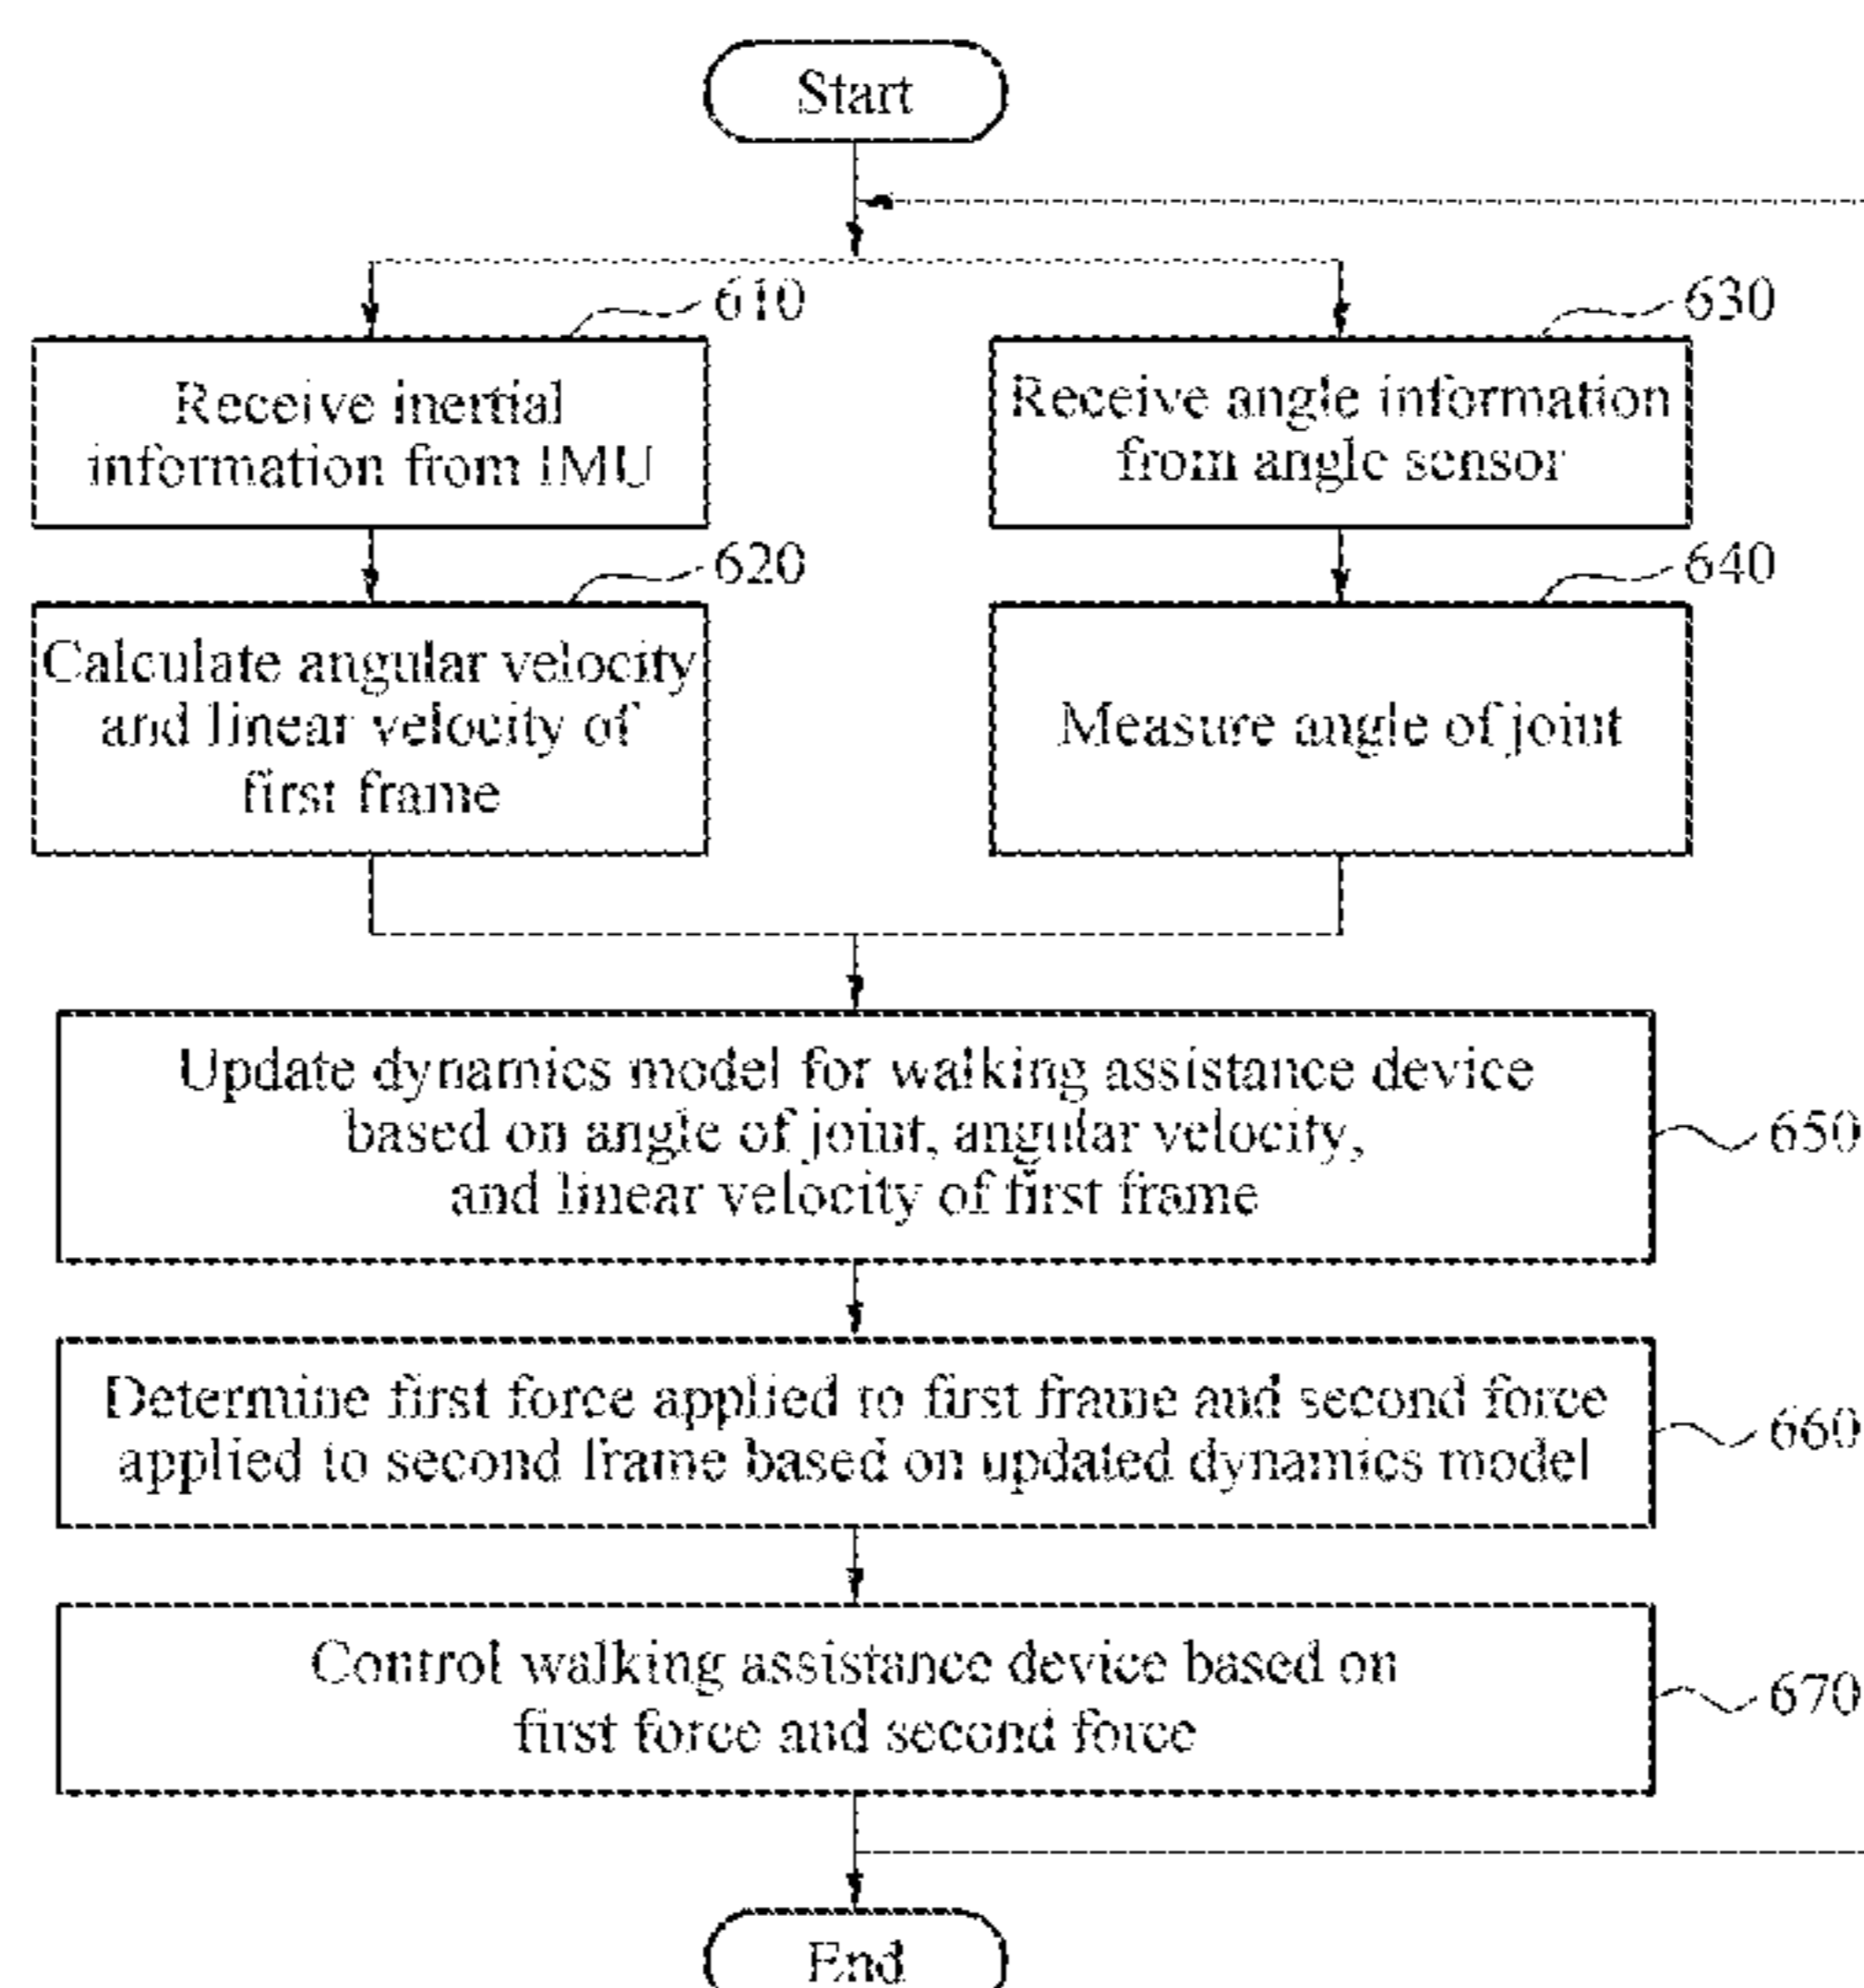 Start
610
Receive inertial
information from IMU
630
Receive angle information
from angle sensor
620
Calculate angular velocity
and linear velocity of
first frame
640
Measure angle of joint
Update dynamics model for walking assistance device
based on angle of joint, angular velocity,
and linear velocity of first frame
650
Determine first force applied to first frame and second force
applied to second frame based on updated dynamics model
660
Control walking assistance device based on
first force and second force
670
End